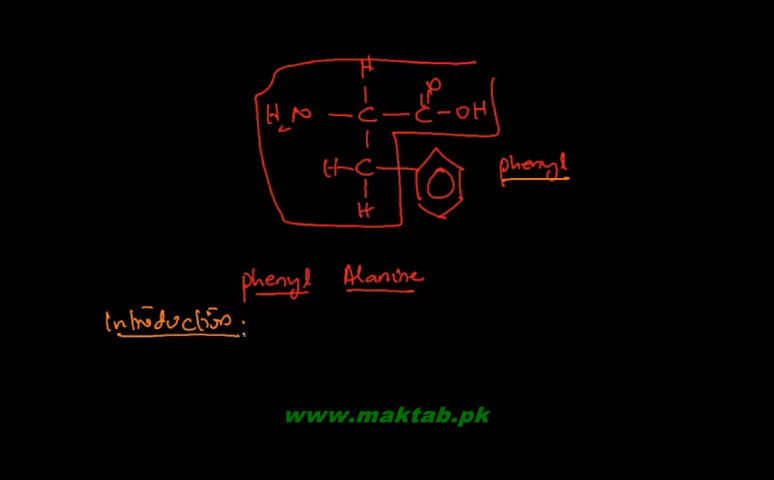 H
O
H2N - C - C - OH
H - C
phenyl
H
phenyl Alanine
Introduction:
www.maktab.pk